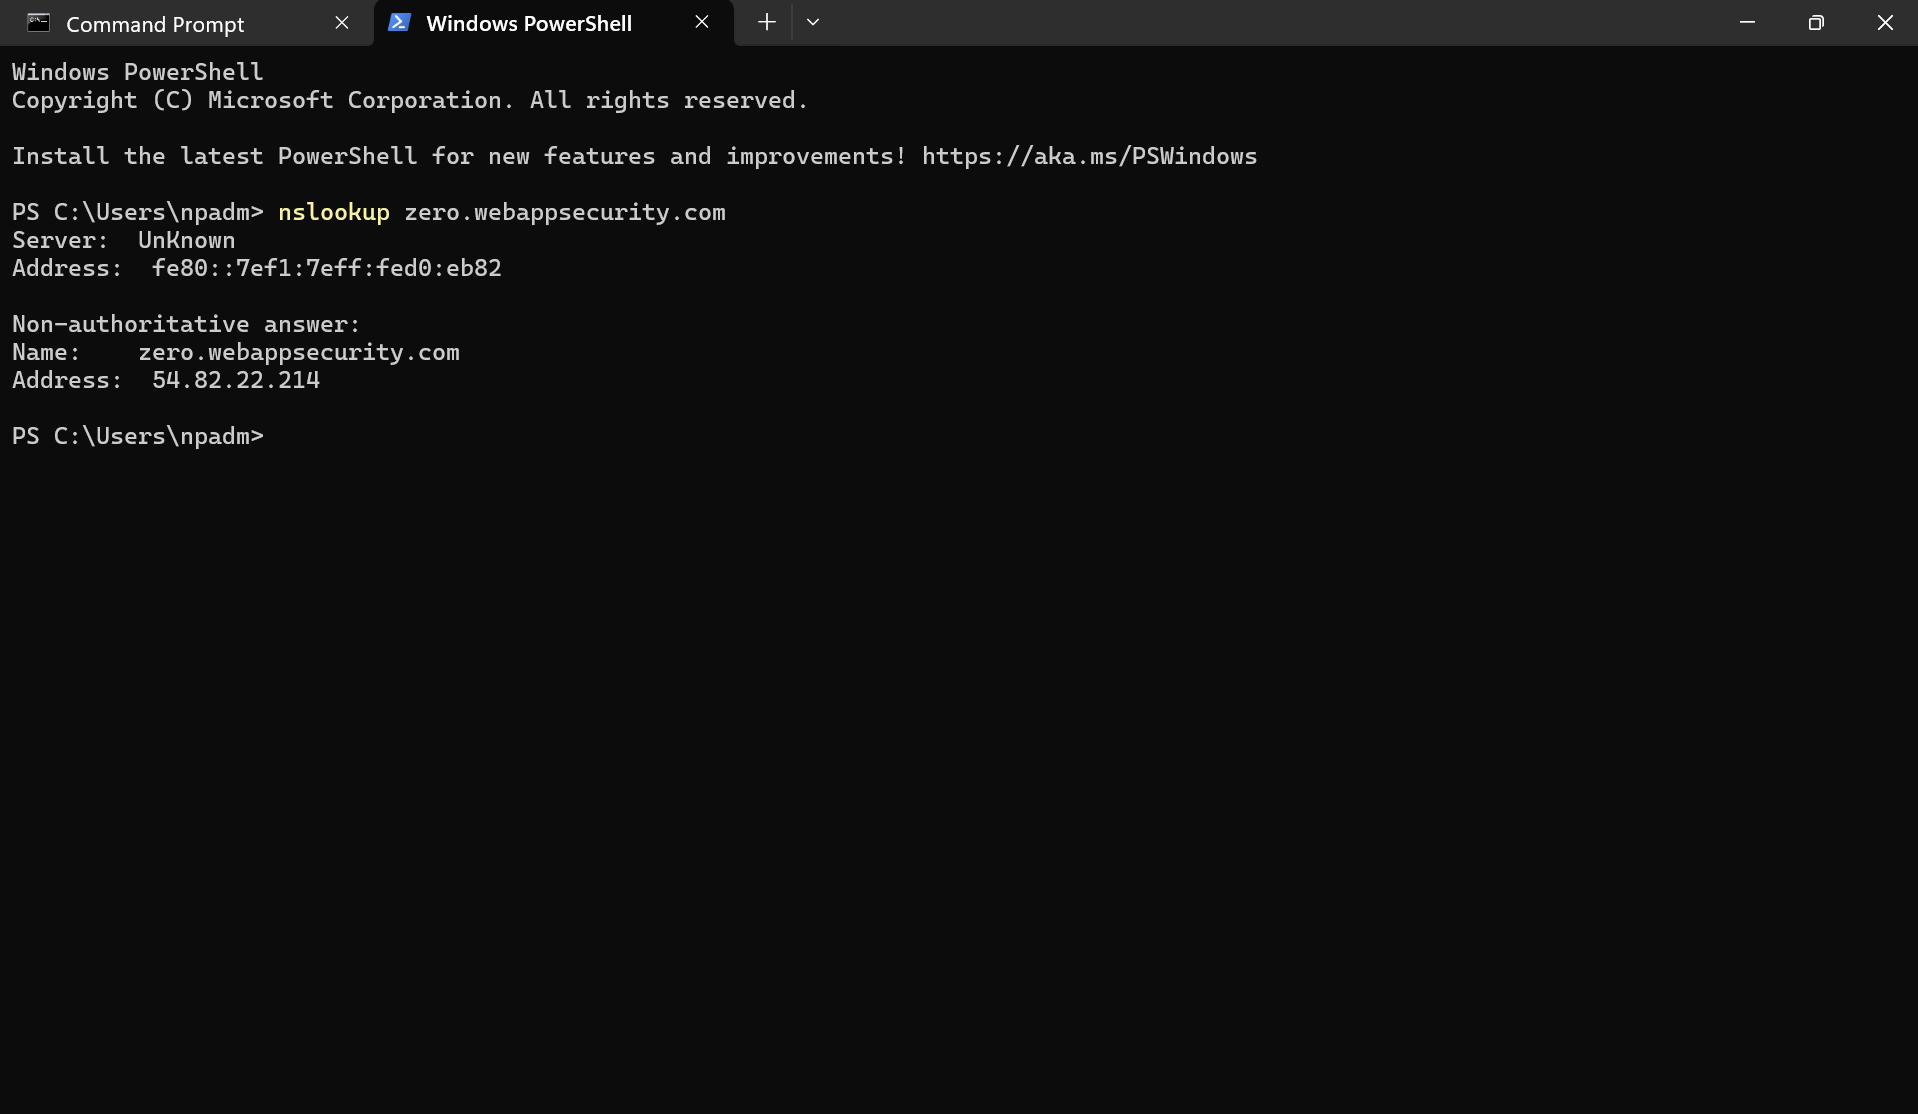 Command Prompt
Windows PowerShell
Windows PowerShell
Copyright (C) Microsoft Corporation. All rights reserved.
Install the latest PowerShell for new features and improvements! https://aka.ms/PSWindows
PS C:\Users\npadm> nslookup zero.webappsecurity.com
Server:  UnKnown
Address:  fe80::7ef1:7eff:fed0:eb82
Non-authoritative answer:
Name:    zero.webappsecurity.com
Address:  54.82.22.214
PS C:\Users\npadm>